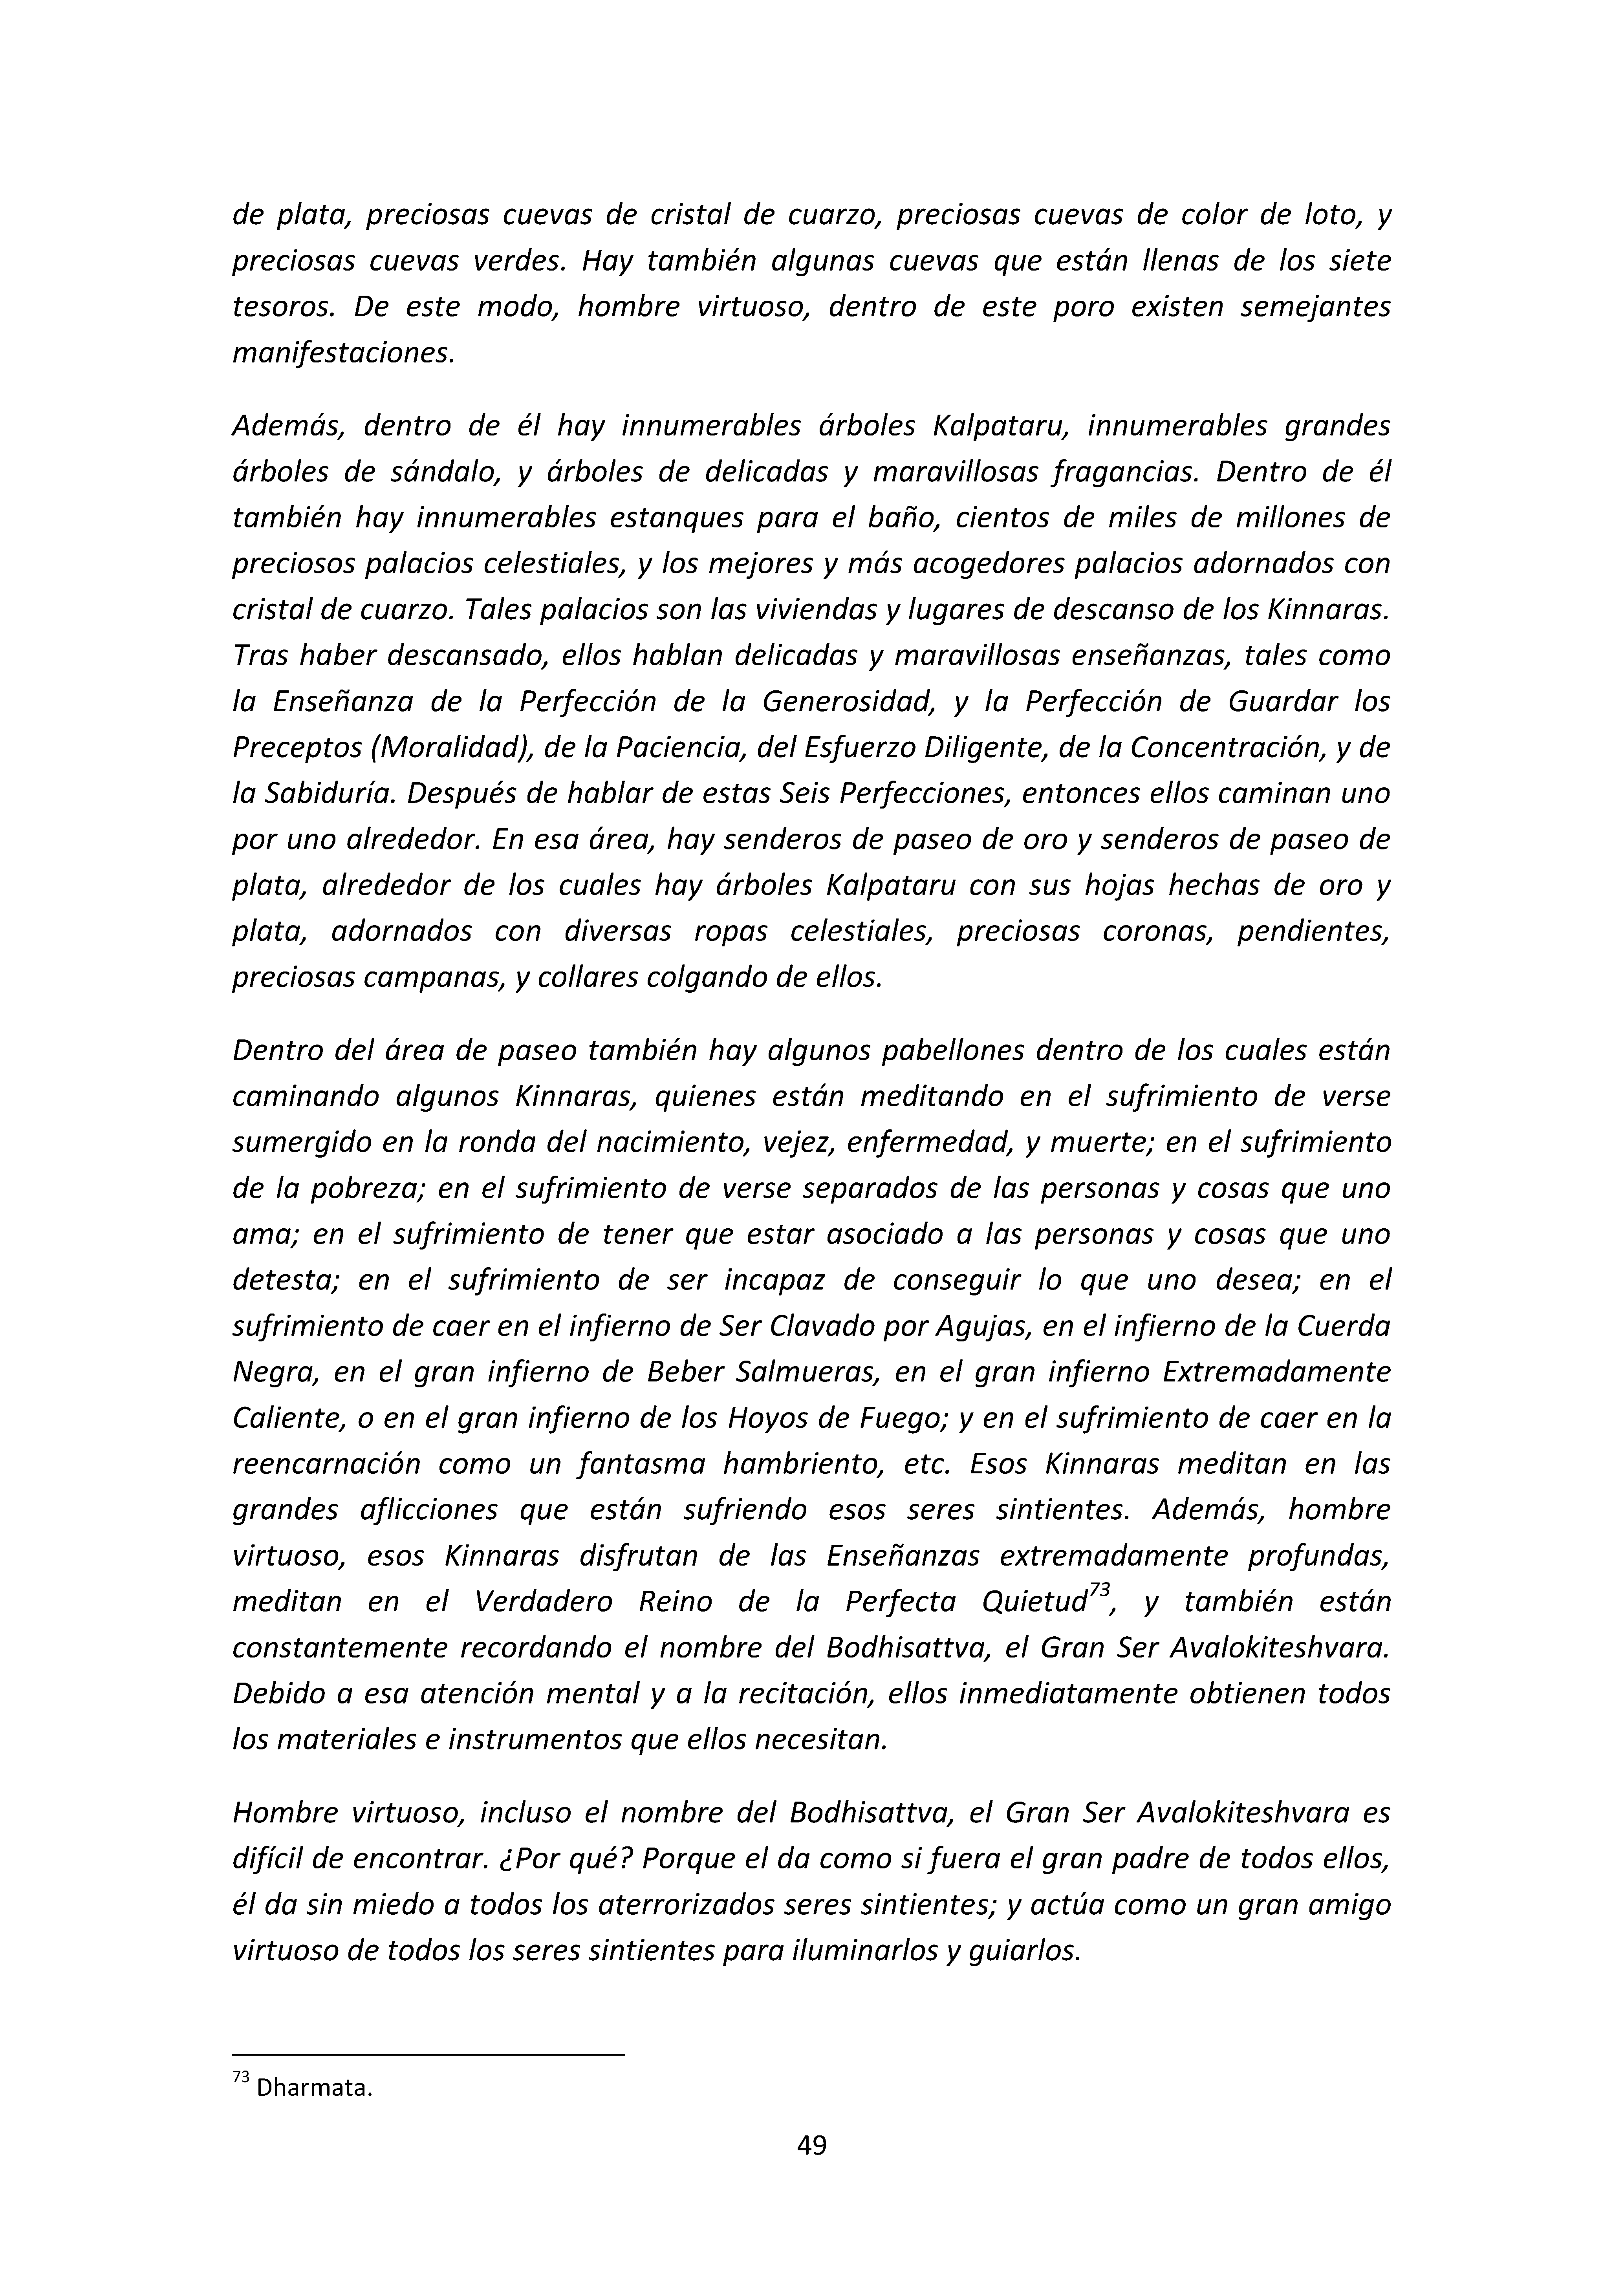 de plata, preciosas cuevas de cristal de cuarzo, preciosas cuevas de color de loto, y
preciosas cuevas verdes. Hay también algunas cuevas que están llenas de los siete
tesoros. De este modo, hombre virtuoso, dentro de este poro existen semejantes
manifestaciones.
Además, dentro de él hay innumerables árboles Kalpataru, innumerables grandes
árboles de sándalo, y árboles de delicadas y maravillosas fragancias. Dentro de él
también hay innumerables estanques para el baño, cientos de miles de millones de
preciosos palacios celestiales, y los mejores y más acogedores palacios adornados con
cristal de cuarzo. Tales palacios son las viviendas y lugares de descanso de los Kinnaras.
Tras haber descansado, ellos hablan delicadas y maravillosas enseñanzas, tales como
la Enseñanza de la Perfección de la Generosidad, y la Perfección de Guardar los
Preceptos (Moralidad), de la Paciencia, del Esfuerzo Diligente, de la Concentración, y de
la Sabiduría. Después de hablar de estas Seis Perfecciones, entonces ellos caminan uno
por uno alrededor. En esa área, hay senderos de paseo de oro y senderos de paseo de
plata, alrededor de los cuales hay árboles Kalpataru con sus hojas hechas de oro y
plata, adornados con diversas ropas celestiales, preciosas coronas, pendientes,
preciosas campanas, y collares colgando de ellos.
Dentro del área de paseo también hay algunos pabellones dentro de los cuales están
caminando algunos Kinnaras, quienes están meditando en el sufrimiento de verse
sumergido en la ronda del nacimiento, vejez, enfermedad, y muerte; en el sufrimiento
de la pobreza; en el sufrimiento de verse separados de las personas y cosas que uno
ama; en el sufrimiento de tener que estar asociado a las personas y cosas que uno
detesta; en el sufrimiento de ser incapaz de conseguir lo que uno desea; en el
sufrimiento de caer en el infierno de Ser Clavado por Agujas, en el infierno de la Cuerda
Negra, en el gran infierno de Beber Salmueras, en el gran infierno Extremadamente
Caliente, o en el gran infierno de los Hoyos de Fuego; y en el sufrimiento de caer en la
reencarnación como un fantasma hambriento, etc. Esos Kinnaras meditan en las
grandes aflicciones que están sufriendo esos seres sintientes. Además, hombre
virtuoso, esos Kinnaras disfrutan de las Enseñanzas extremadamente profundas,
meditan en el Verdadero Reino de la Perfecta Quietud73, y también están
constantemente recordando el nombre del Bodhisattva, el Gran Ser Avalokiteshvara.
Debido a esa atención mental y a la recitación, ellos inmediatamente obtienen todos
los materiales e instrumentos que ellos necesitan.
Hombre virtuoso, incluso el nombre del Bodhisattva, el Gran Ser Avalokiteshvara es
difícil de encontrar. ¿Por qué? Porque el da como si fuera el gran padre de todos ellos,
él da sin miedo a todos los aterrorizados seres sintientes; y actúa como un gran amigo
virtuoso de todos los seres sintientes para iluminarlos y guiarlos.
73 Dharmata.
49